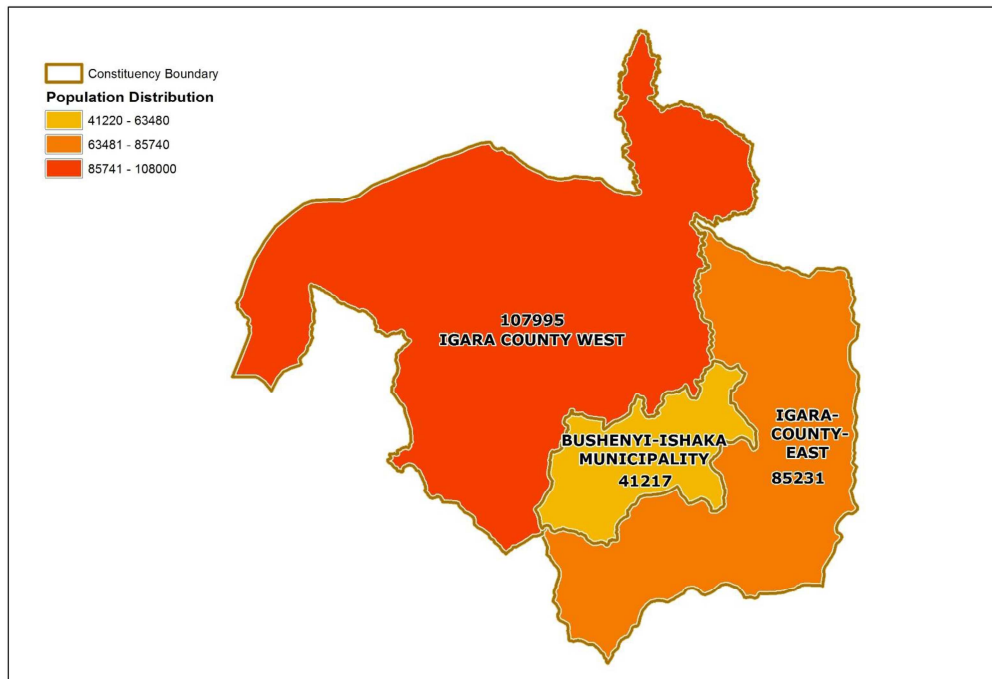 Constituency Boundary
Population Distribution
41220 - 63480
63481 - 85740
85741 - 108000
107995
IGARA COUNTY WEST
BUSHENYI-ISHAKA
MUNICIPALITY
41217
IGARA-
COUNTY-
EAST
85231